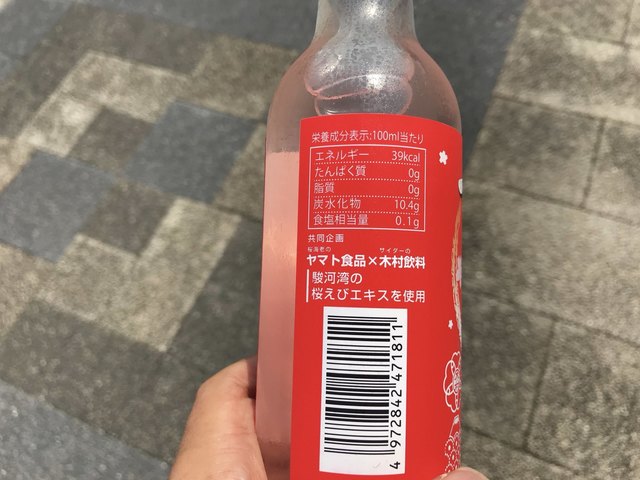 栄養成分表示:100ml当たり
エネルギー 39kcal
たんぱく質 0g
脂質 0g
炭水化物 10.4g
食塩相当量 0.1g
共同企画
桜海老の サイダーの
ヤマト食品×木村飲料
駿河湾の
桜えびエキスを使用
4 972842 471811